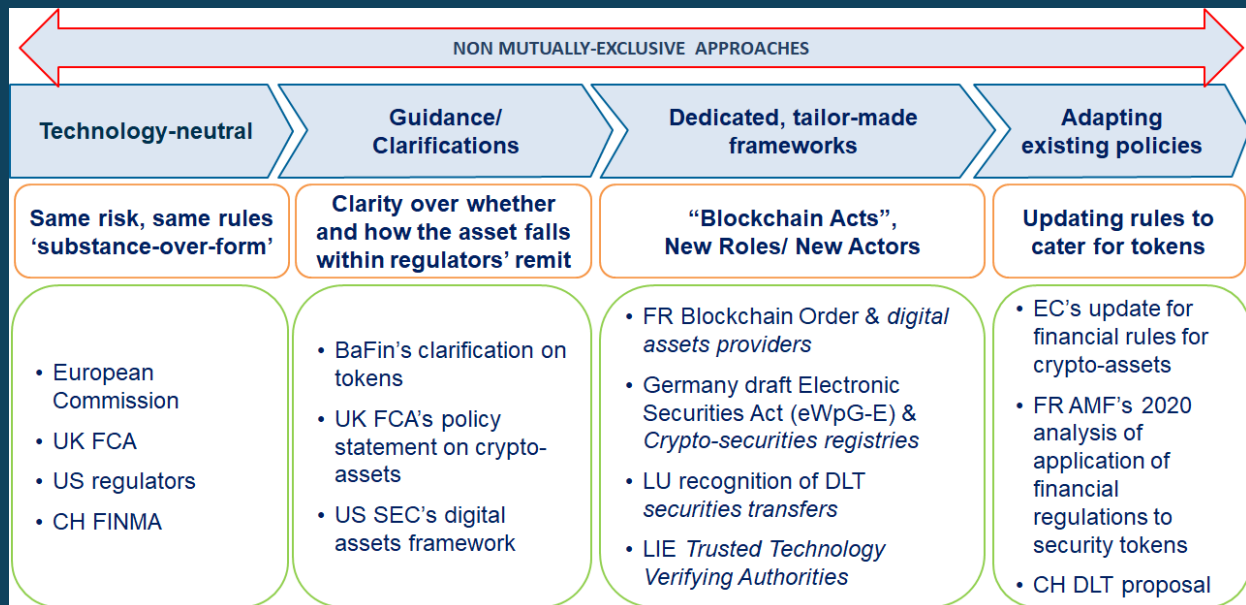 NON MUTUALLY-EXCLUSIVE APPROACHES
Technology-neutral
Guidance/
Clarifications
Dedicated, tailor-made
frameworks
Adapting
existing policies
Same risk, same rules
‘substance-over-form’
Clarity over whether
and how the asset falls
within regulators’ remit
“Blockchain Acts”,
New Roles/ New Actors
Updating rules to
cater for tokens
• European
Commission
• UK FCA
• US regulators
• CH FINMA
• BaFin’s clarification on
tokens
• UK FCA’s policy
statement on crypto-
assets
• US SEC’s digital
assets framework
• FR Blockchain Order & digital
assets providers
• Germany draft Electronic
Securities Act (eWpG-E) &
Crypto-securities registries
• LU recognition of DLT
securities transfers
• LIE Trusted Technology
Verifying Authorities
• EC’s update for
financial rules for
crypto-assets
• FR AMF’s 2020
analysis of
application of
financial
regulations to
security tokens
• CH DLT proposal